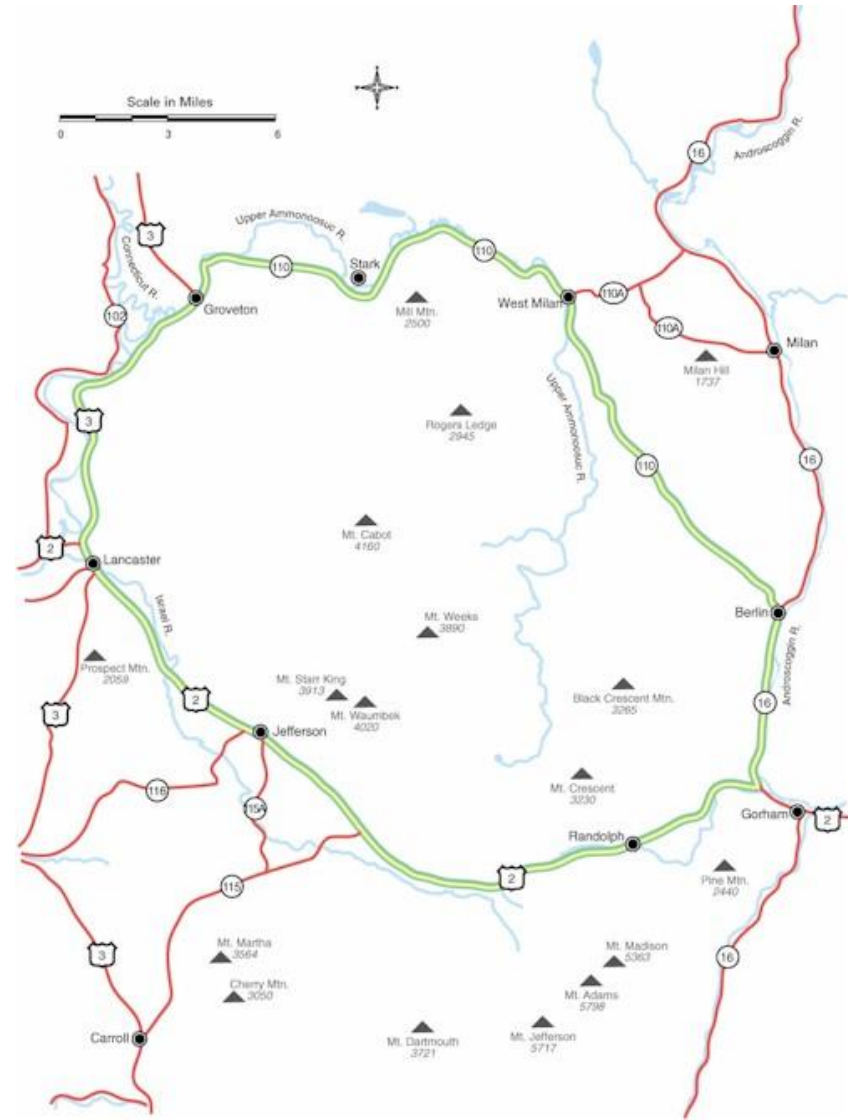 Scale in Miles
0 3 6
16
Androscoggin R.
3
Upper Ammonoosuc R.
Connecticut R.
110
Stark
110
102
Groveton
Mill Mtn.
2500
West Milan
110A
110A
Milan
Milan Hill
1737
3
Rogers Ledge
2945
Upper Ammonoosuc R.
110
16
Mt. Cabot
4160
2
Lancaster
Israel R.
Mt. Weeks
3890
Berlin
Androscoggin R.
Prospect Mtn.
2059
Mt. Starr King
3913
Mt. Waumbek
4020
Black Crescent Mtn.
3265
2
3
16
Jefferson
116
115A
Mt. Crescent
3230
Gorham
2
Randolph
2
115
Pine Mtn.
2440
3
Mt. Martha
3564
Cherry Mtn.
3050
Mt. Madison
5363
Mt. Adams
5798
16
Carroll
Mt. Dartmouth
3721
Mt. Jefferson
5717